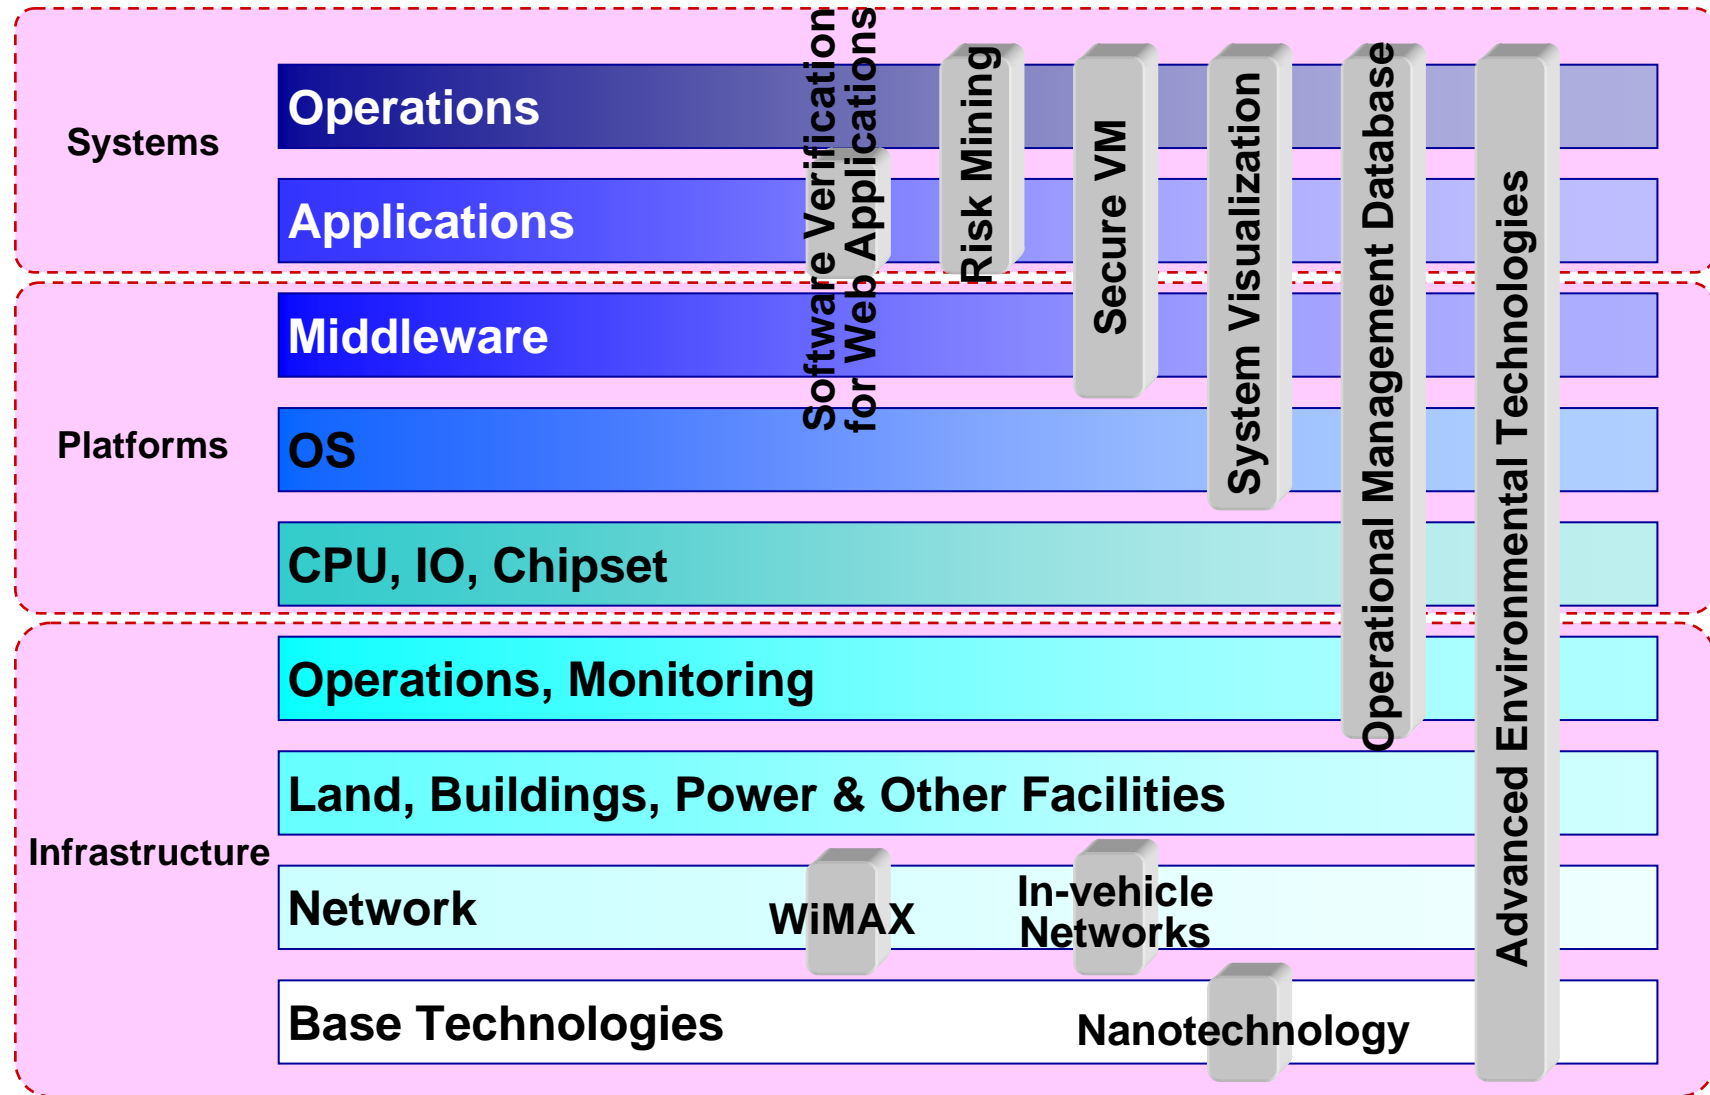 Systems
Operations
Applications
Platforms
Middleware
OS
CPU, IO, Chipset
Infrastructure
Operations, Monitoring
Land, Buildings, Power & Other Facilities
Network
Base Technologies
Software Verification
for Web Applications
Risk Mining
Secure VM
System Visualization
Operational Management Database
Advanced Environmental Technologies
WiMAX
In-vehicle
Networks
Nanotechnology